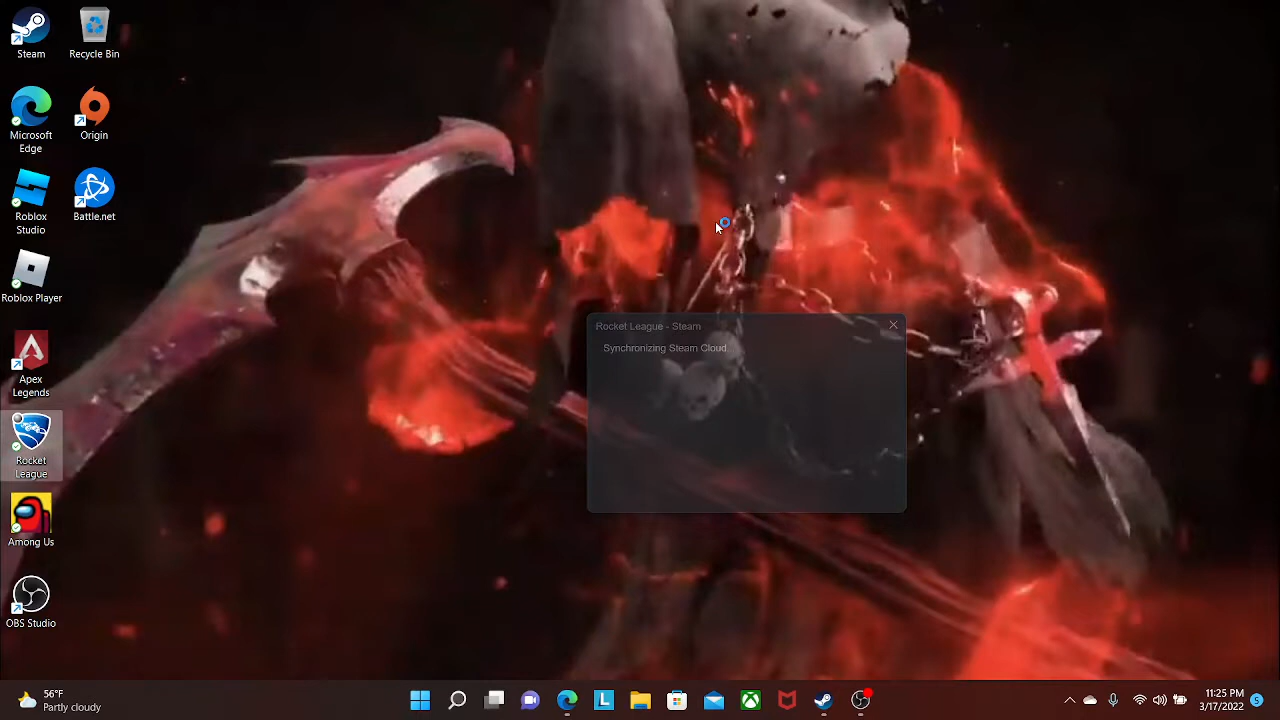 Steam
Recycle Bin
Microsoft
Edge
Origin
Roblox
Studio
Battle.net
Roblox Player
Apex
Legends
Rocket
League
Among Us
OBS Studio
Rocket League - Steam
Synchronizing Steam Cloud...
56°F
Partly cloudy
L
11:25 PM
3/17/2022
5